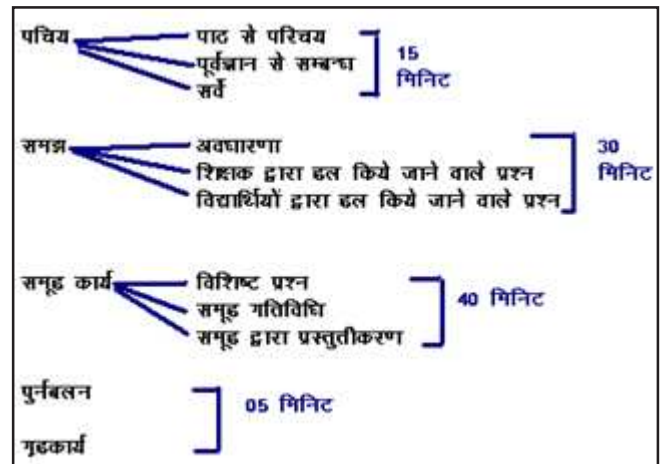 पचिय
पाठ से परिचय
पूर्वज्ञान से सम्बन्ध
सर्वे
15
मिनिट
समझ
अवधारणा
शिक्षक द्वारा हल किये जाने वाले प्रश्न
विद्यार्थियों द्वारा हल किये जाने वाले प्रश्न
30
मिनिट
समूह कार्य
विशिष्ट प्रश्न
समूह गतिविधि
समूह द्वारा प्रस्तुतीकरण
40 मिनिट
पुर्नबलन
गृहकार्य
05 मिनिट